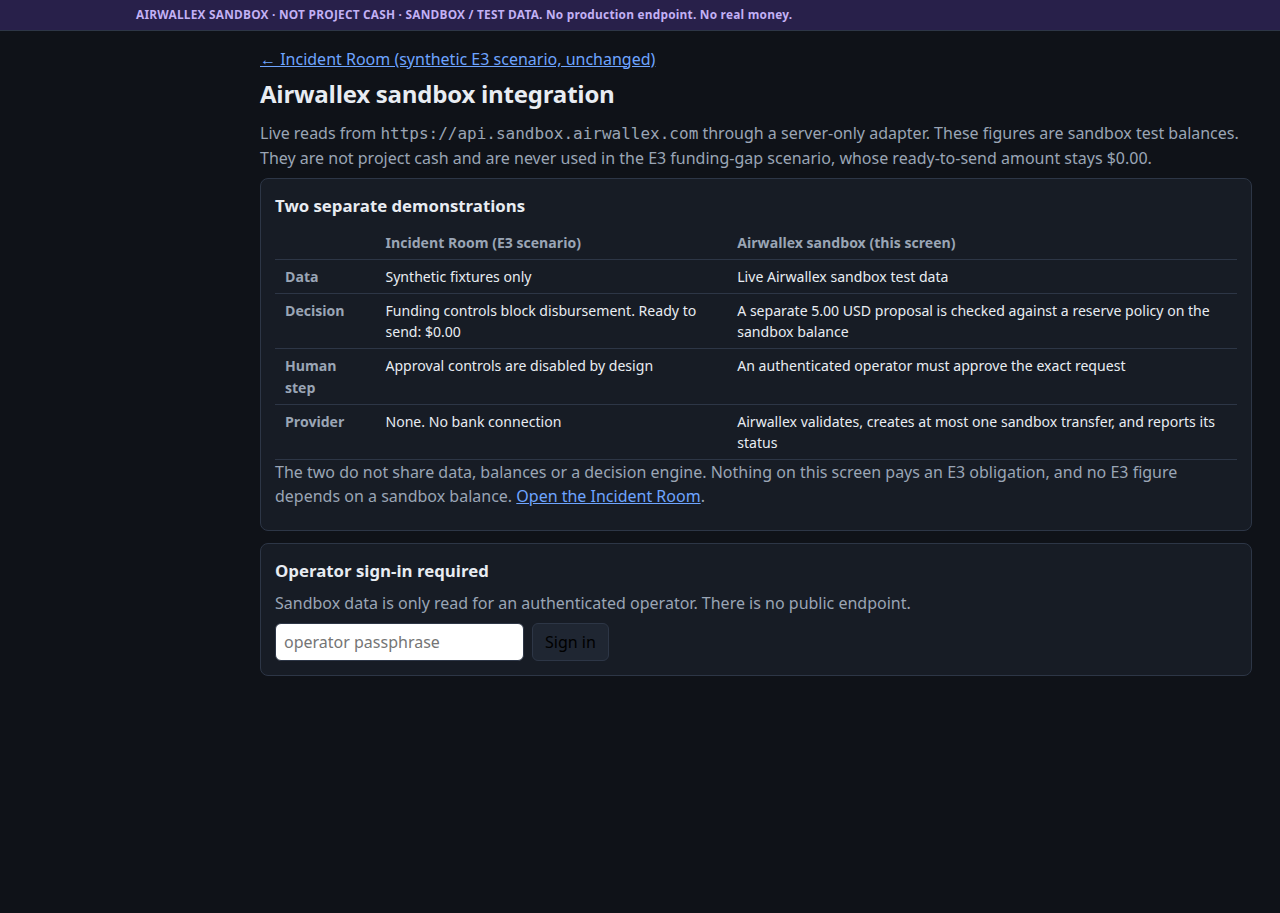 AIRWALLEX SANDBOX · NOT PROJECT CASH · SANDBOX / TEST DATA. No production endpoint. No real money.
← Incident Room (synthetic E3 scenario, unchanged)
Airwallex sandbox integration
Live reads from https://api.sandbox.airwallex.com through a server-only adapter. These figures are sandbox test balances.
They are not project cash and are never used in the E3 funding-gap scenario, whose ready-to-send amount stays $0.00.
Two separate demonstrations
Incident Room (E3 scenario) Airwallex sandbox (this screen)
Data Synthetic fixtures only Live Airwallex sandbox test data
Decision Funding controls block disbursement. Ready to A separate 5.00 USD proposal is checked against a reserve policy on the
send: $0.00 sandbox balance
Human Approval controls are disabled by design An authenticated operator must approve the exact request
step
Provider None. No bank connection Airwallex validates, creates at most one sandbox transfer, and reports its
status
The two do not share data, balances or a decision engine. Nothing on this screen pays an E3 obligation, and no E3 figure
depends on a sandbox balance. Open the Incident Room.
Operator sign-in required
Sandbox data is only read for an authenticated operator. There is no public endpoint.
operator passphrase Sign in